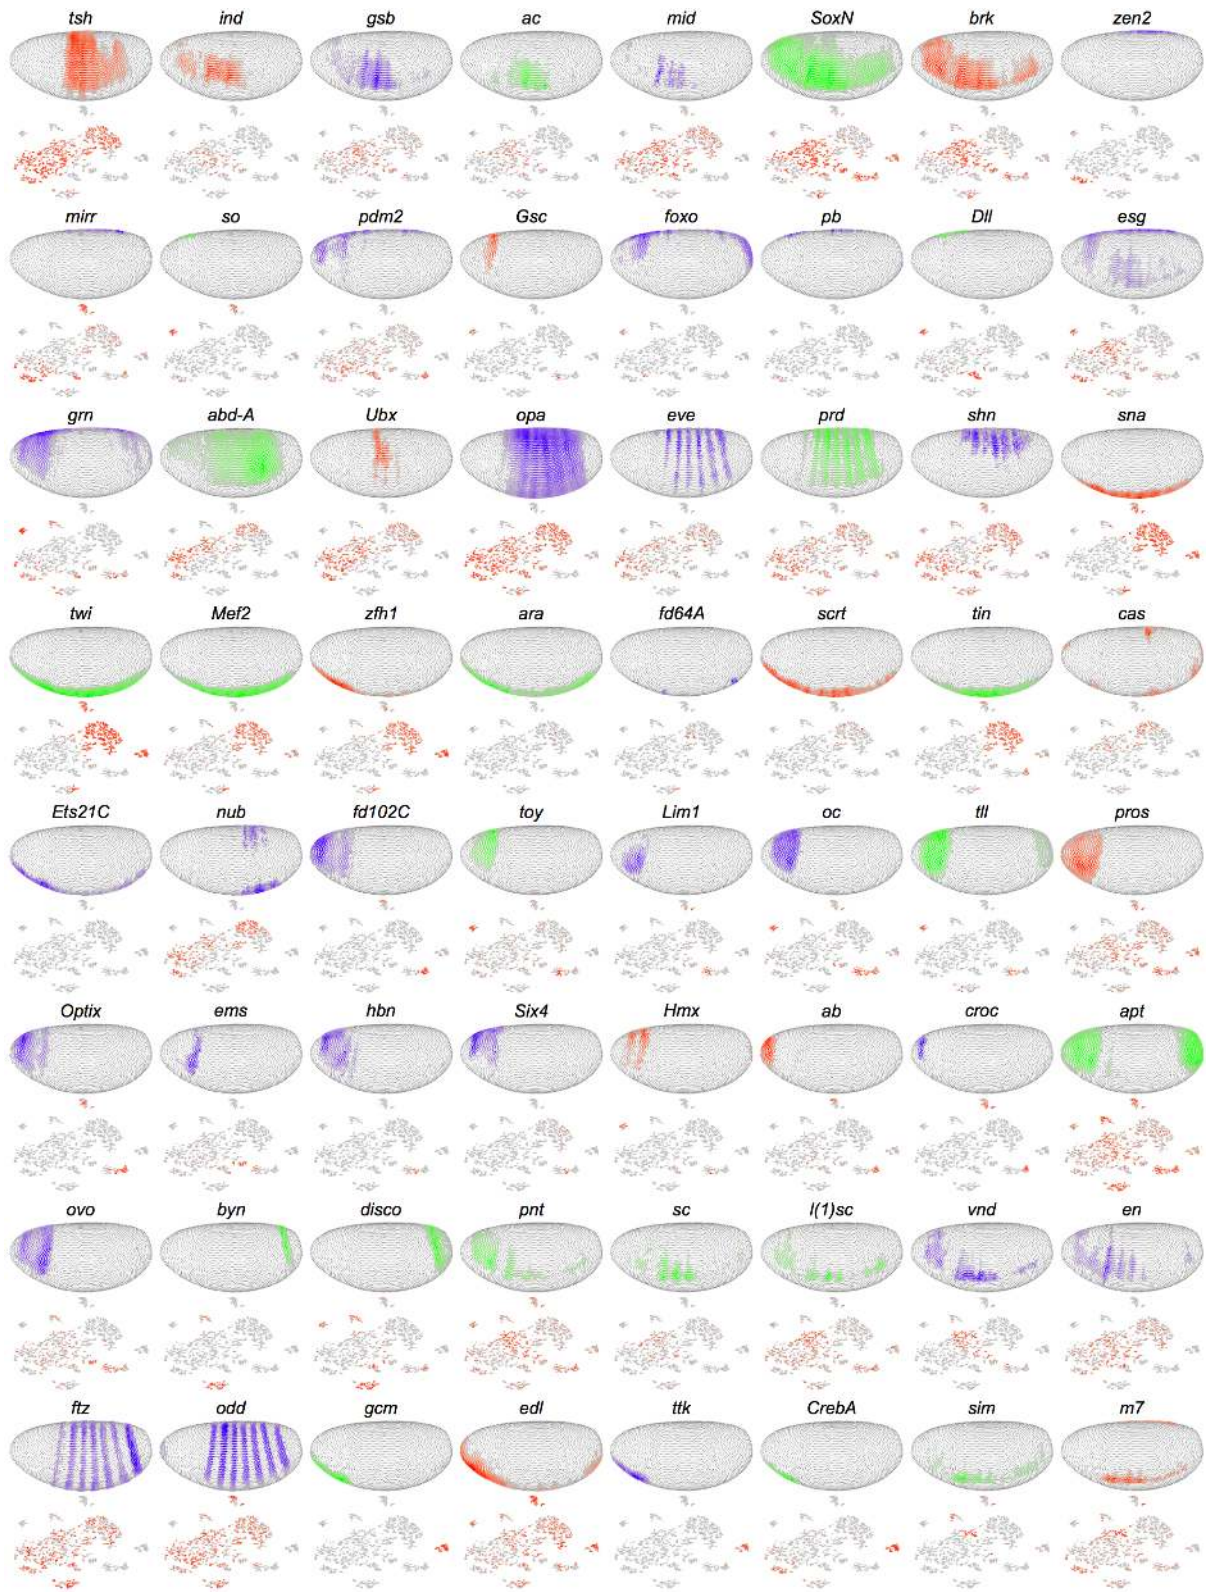 tsh ind gsb ac mid SoxN brk zen2
mirr so pdm2 Gsc foxo pb Dll esg
grn abd-A Ubx opa eve prd shn sna
twi Mef2 zfh1 ara fd64A scrt tin cas
Ets21C nub fd102C toy Lim1 oc tll pros
Optix ems hbn Six4 Hmx ab croc apt
ovo byn disco pnt sc l(1)sc vnd en
ftz odd gcm edl ttk CrebA sim m7